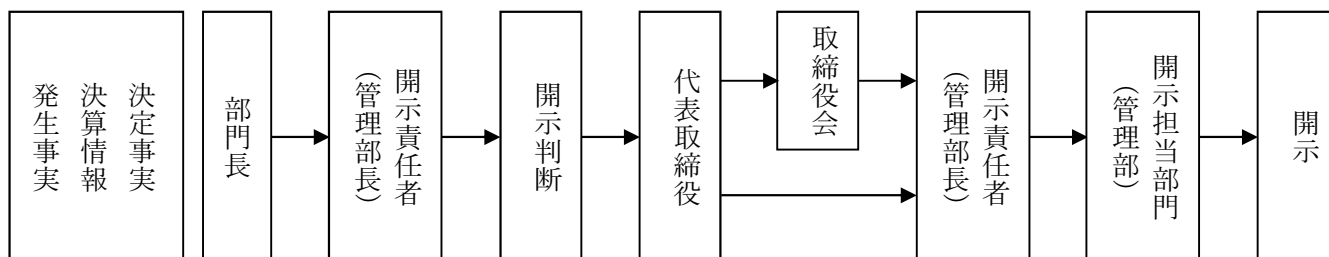 決定事実
決算情報
発生事実
部門長
開示責任者
(管理部長)
開示判断
代表取締役
取締役会
開示責任者
(管理部長)
開示担当部門
(管理部)
開示